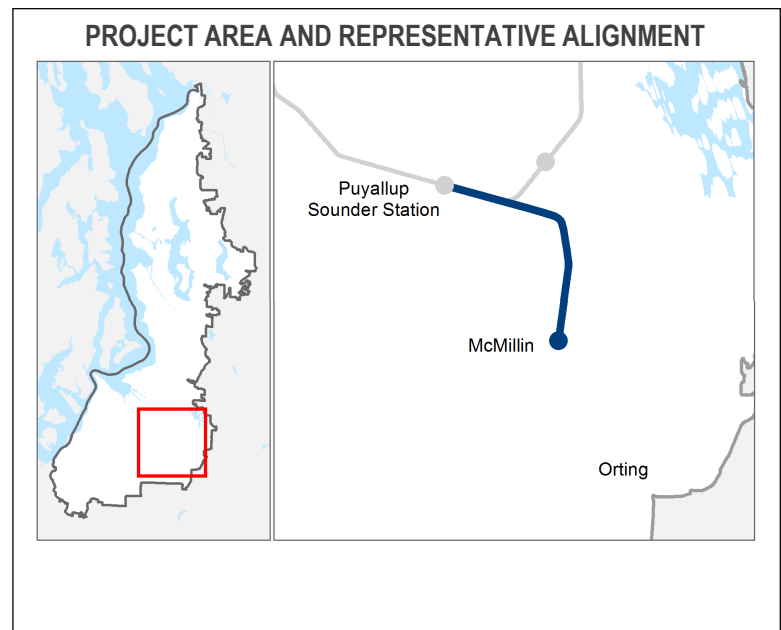 PROJECT AREA AND REPRESENTATIVE ALIGNMENT
Puyallup
Sounder Station
McMillin
Orting